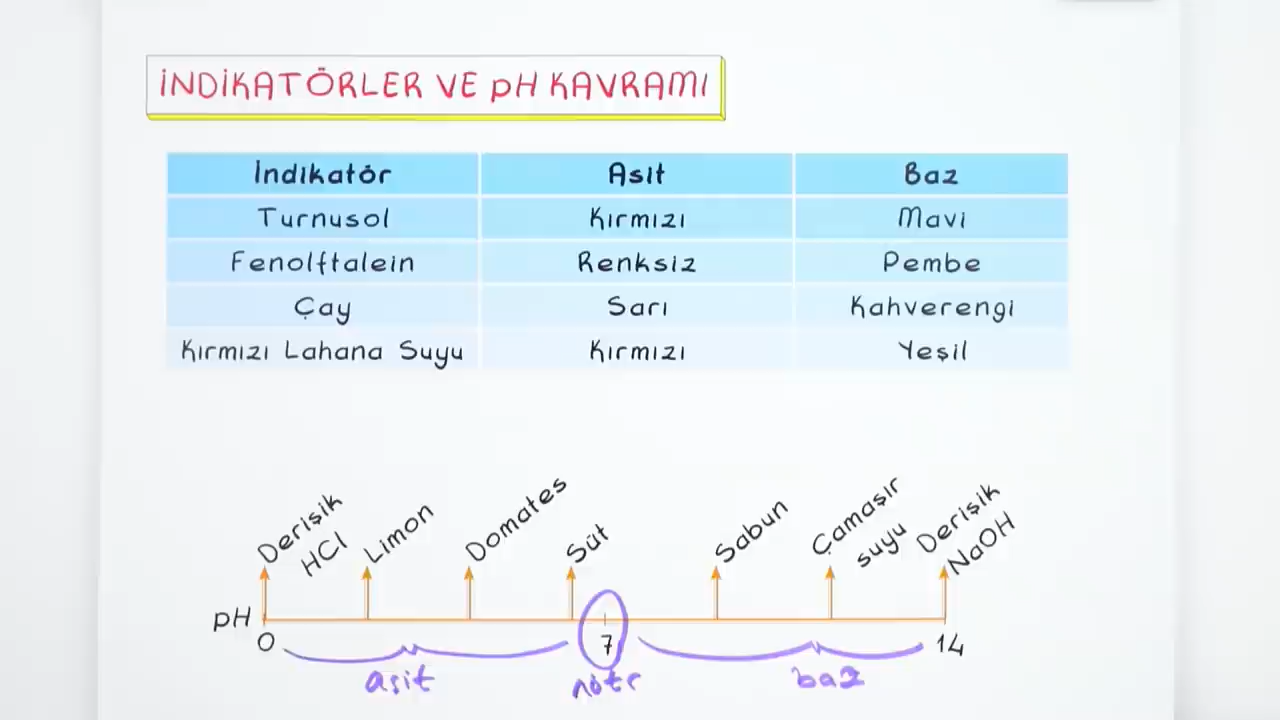 İNDİKATÖRLER VE pH KAVRAMI
İndikatör Asit Baz
Turnusol Kırmızı Mavi
Fenolftalein Renksiz Pembe
Çay Sarı Kahverengi
Kırmızı Lahana Suyu Kırmızı Yeşil
Derişik HCl
Limon
Domates
Süt
Sabun
Çamaşır suyu
Derişik NaOH
pH
0 7 14
asit nötr baz